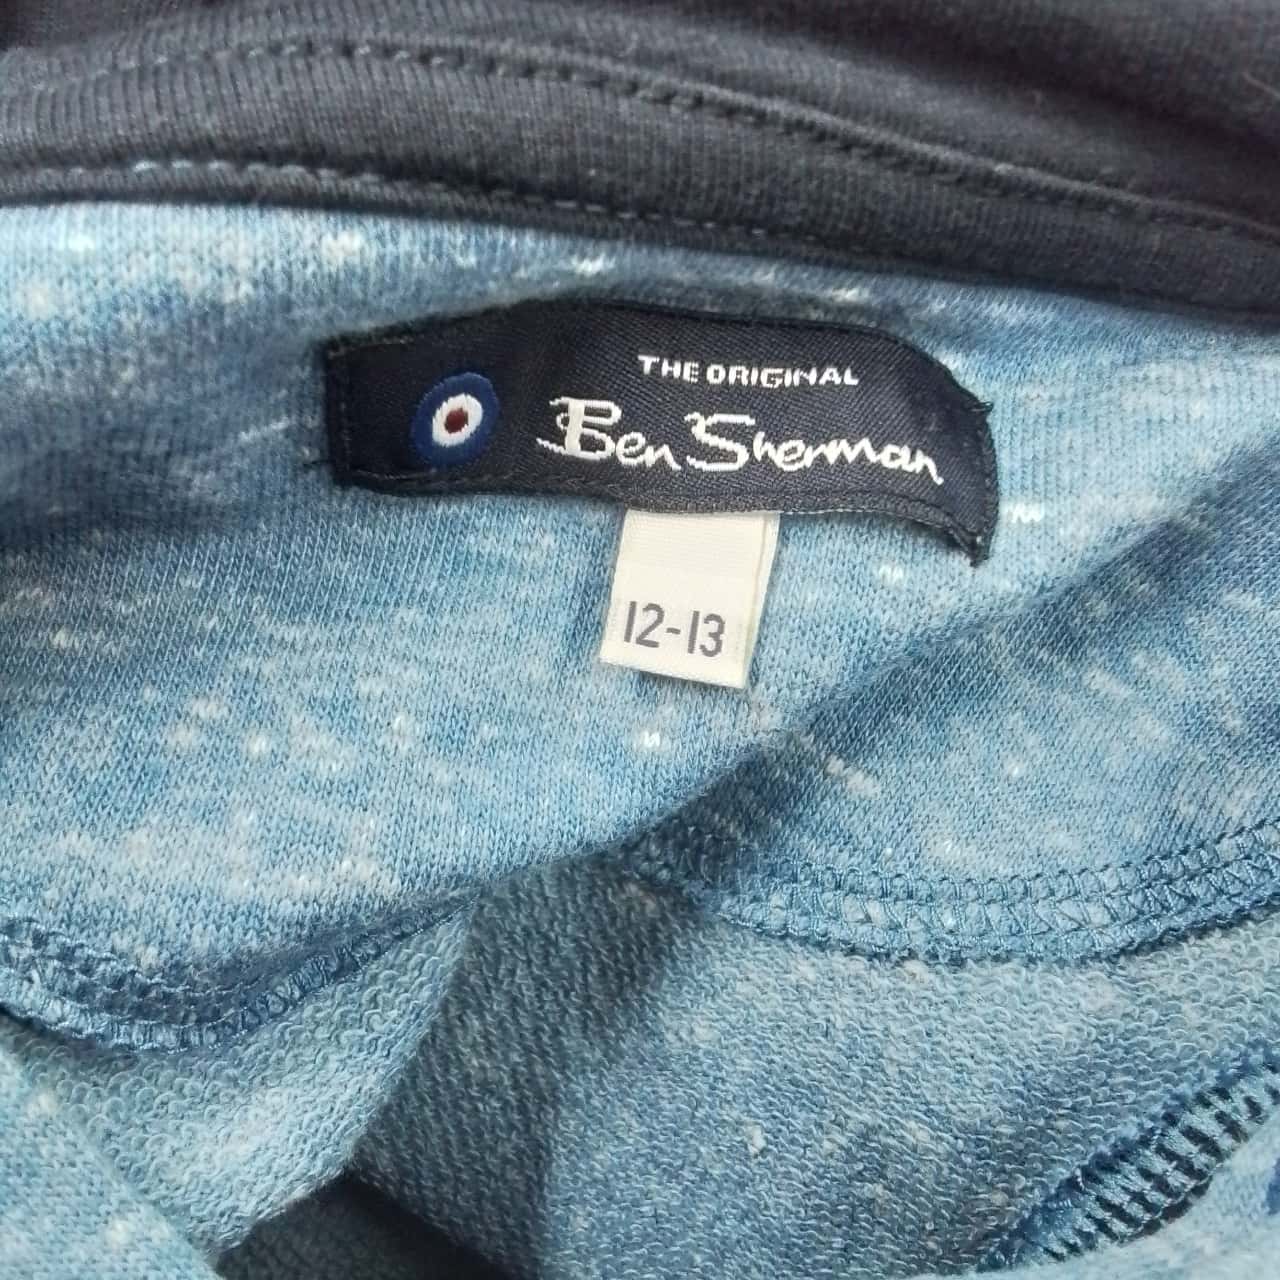 THE ORIGINAL
Ben Sherman
12-13